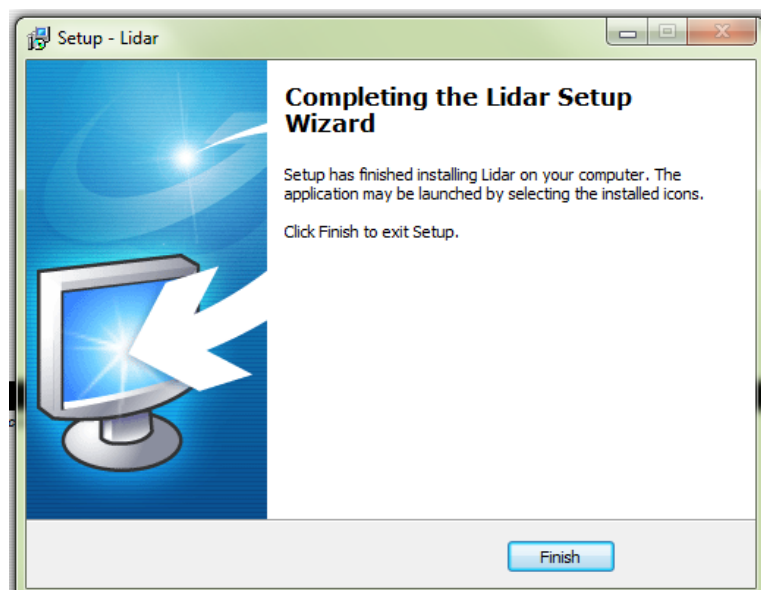 Setup - Lidar
Completing the Lidar Setup
Wizard
Setup has finished installing Lidar on your computer. The
application may be launched by selecting the installed icons.
Click Finish to exit Setup.
Finish